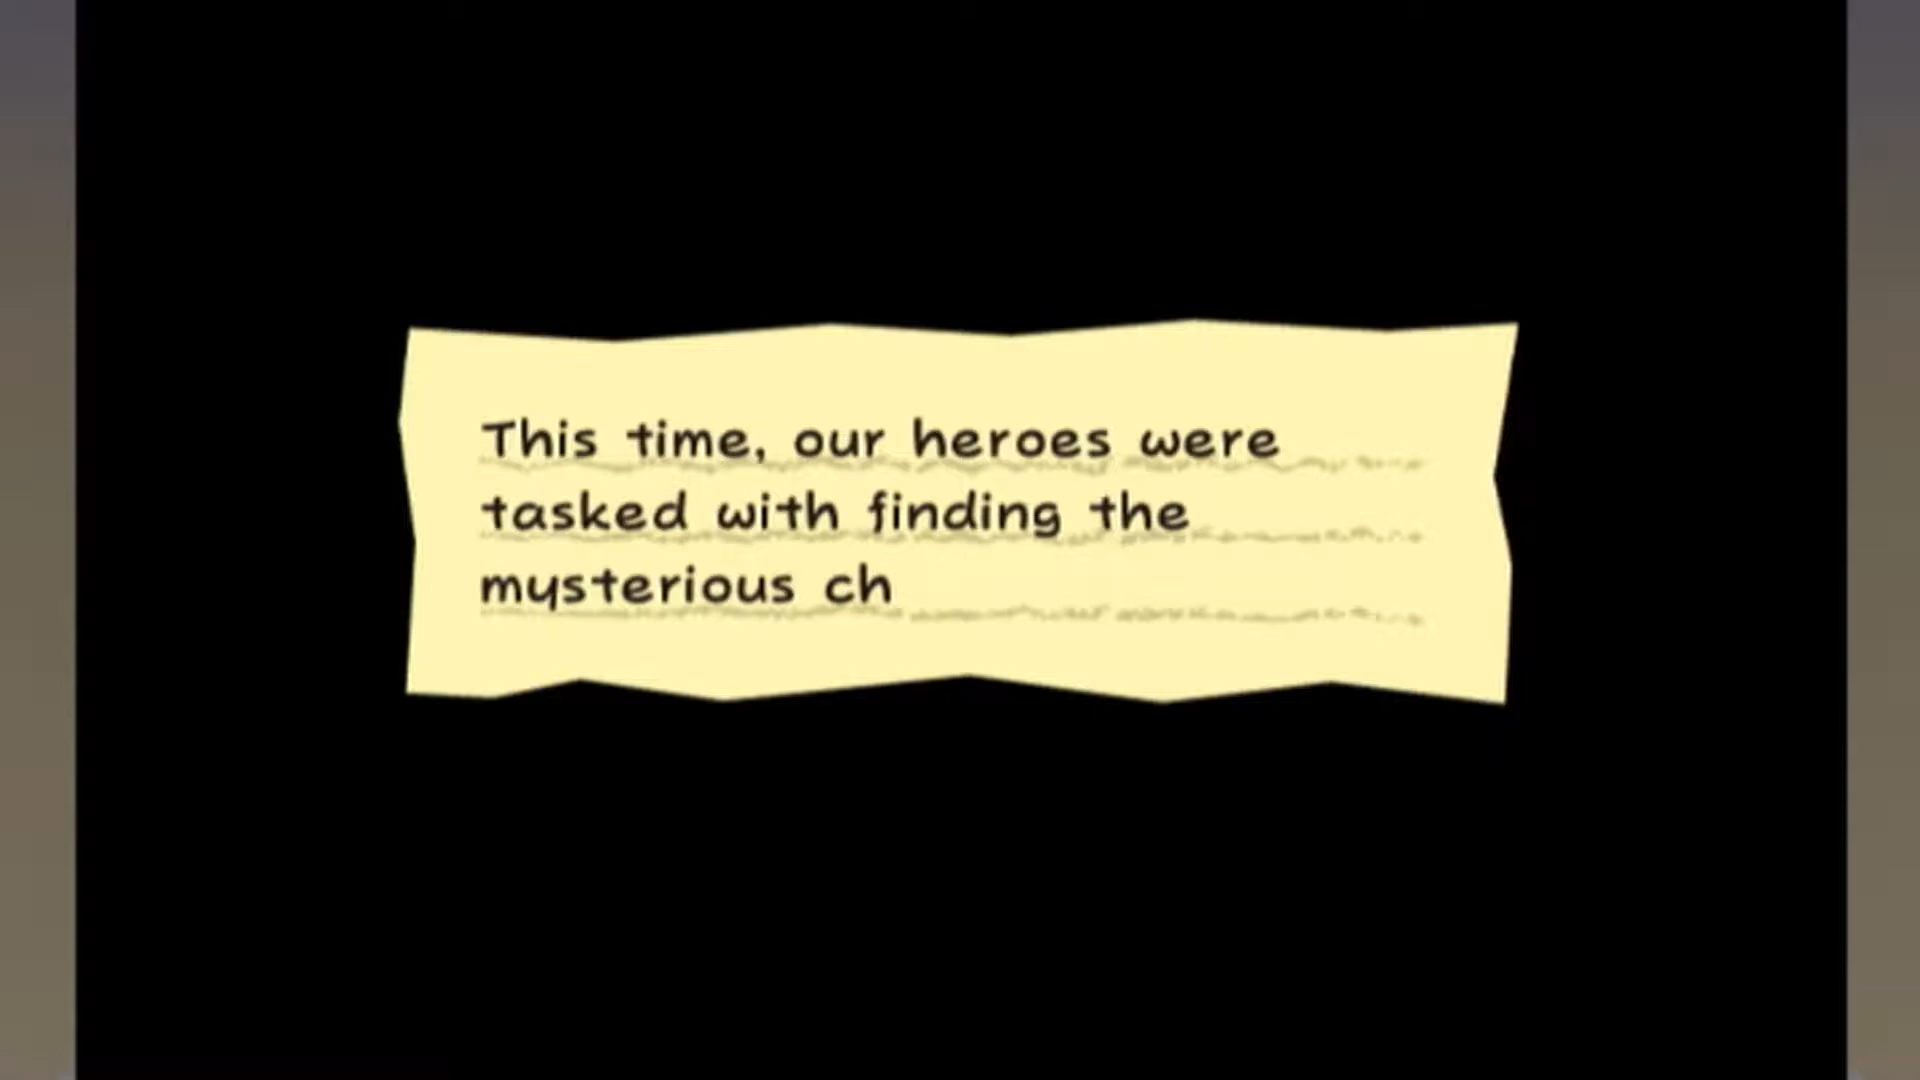 This time, our heroes were
tasked with finding the
mysterious ch